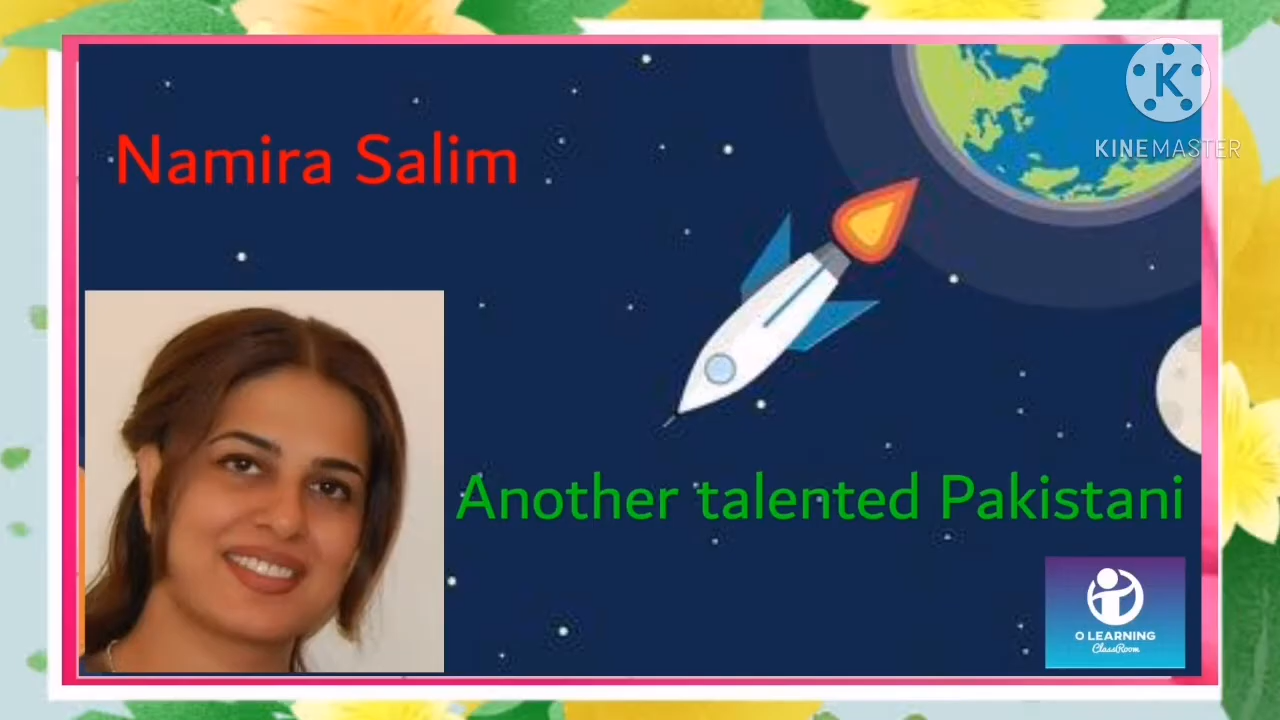 K
KINEMASTER
Namira Salim
Another talented Pakistani
O LEARNING
ClassRoom